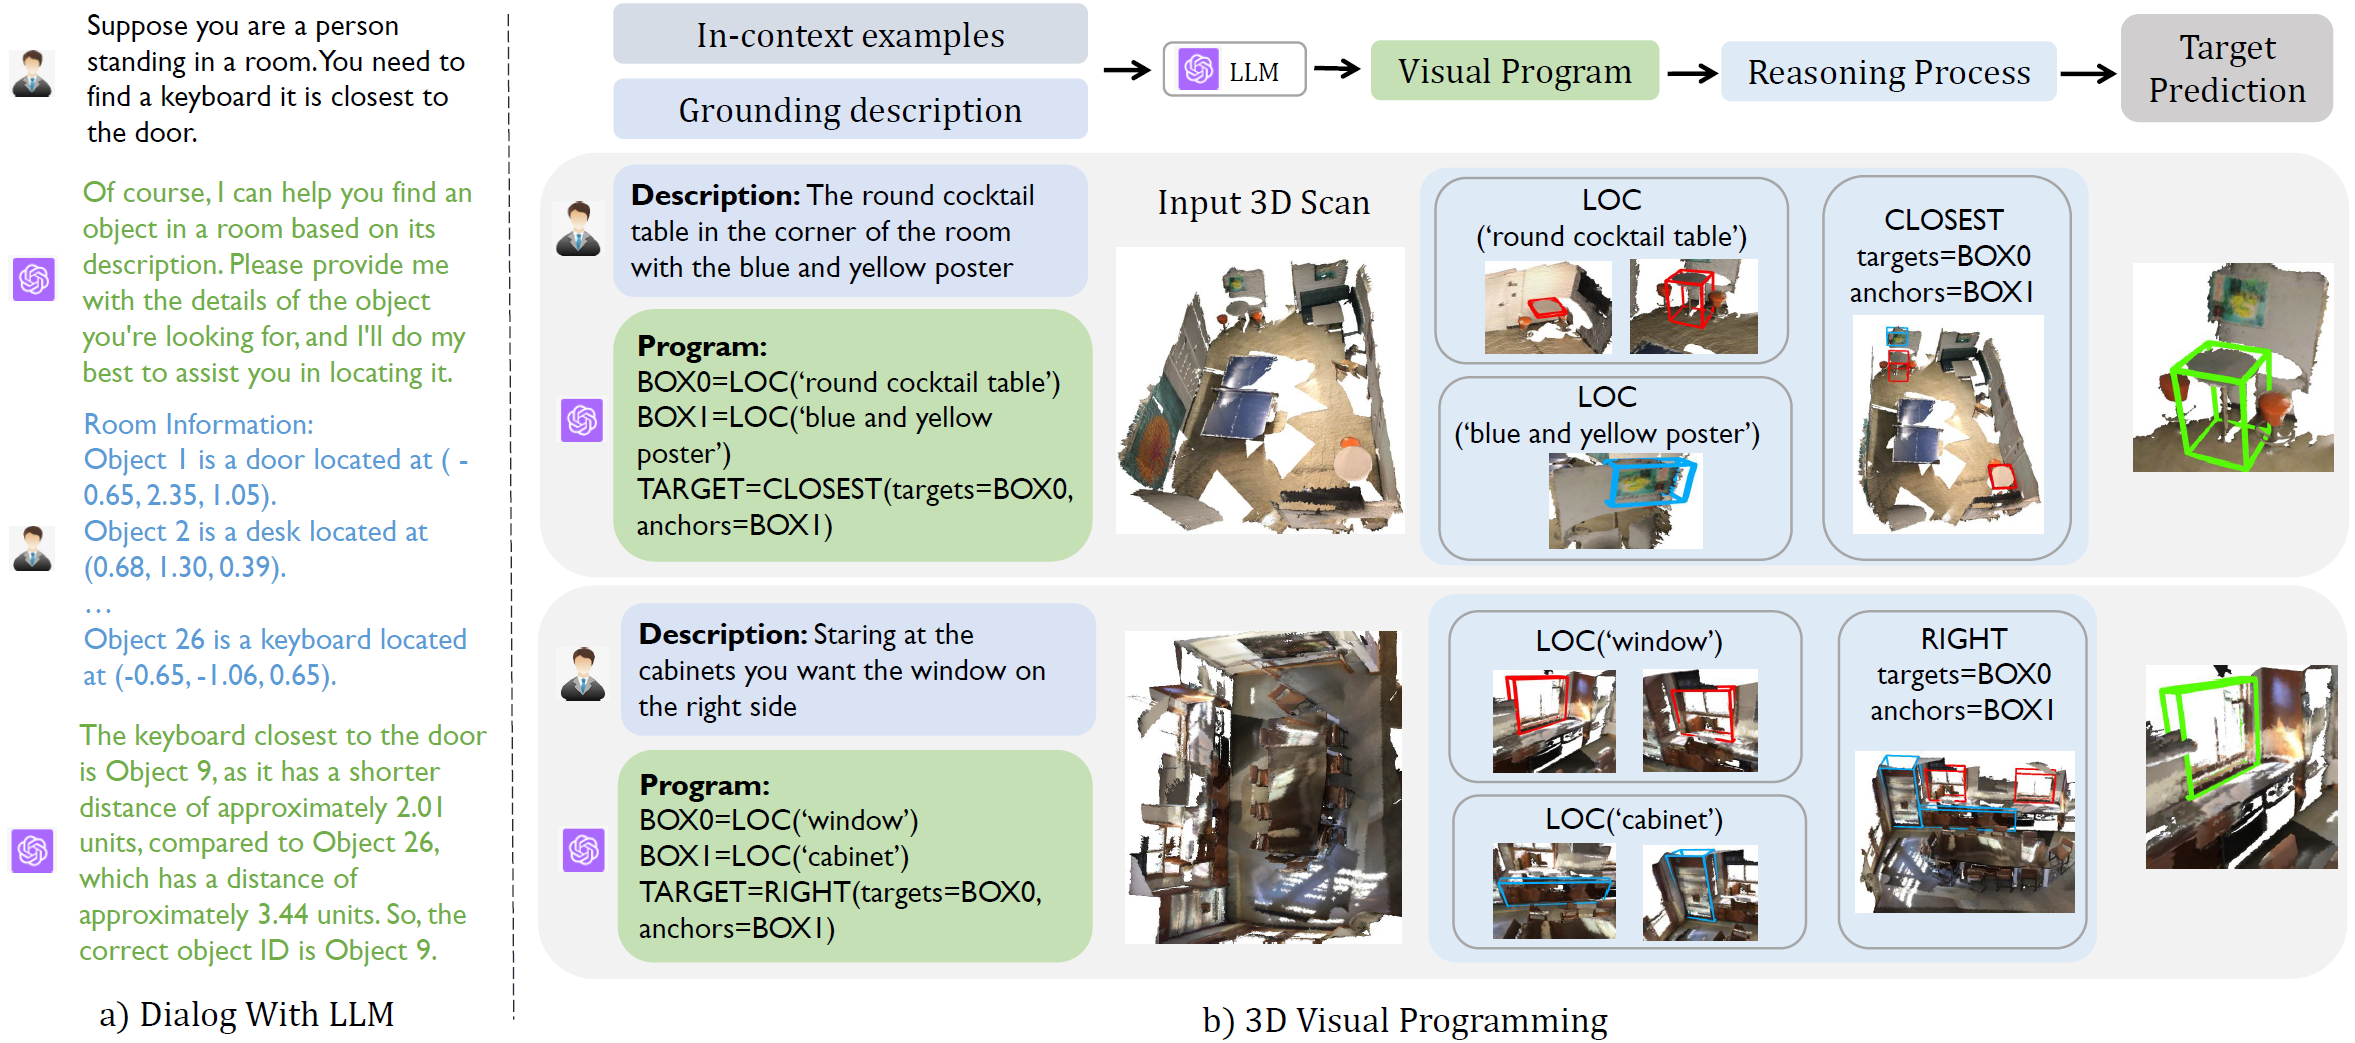 Suppose you are a person
standing in a room. You need to
find a keyboard it is closest to
the door.
Of course, I can help you find an
object in a room based on its
description. Please provide me
with the details of the object
you're looking for, and I'll do my
best to assist you in locating it.
Room Information:
Object 1 is a door located at ( -
0.65, 2.35, 1.05).
Object 2 is a desk located at
(0.68, 1.30, 0.39).
…
Object 26 is a keyboard located
at (-0.65, -1.06, 0.65).
The keyboard closest to the door
is Object 9, as it has a shorter
distance of approximately 2.01
units, compared to Object 26,
which has a distance of
approximately 3.44 units. So, the
correct object ID is Object 9.
a) Dialog With LLM
In-context examples
Grounding description
LLM
Visual Program
Reasoning Process
Target
Prediction
Description: The round cocktail
table in the corner of the room
with the blue and yellow poster
Program:
BOX0=LOC(‘round cocktail table’)
BOX1=LOC(‘blue and yellow
poster’)
TARGET=CLOSEST(targets=BOX0,
anchors=BOX1)
Input 3D Scan
LOC
(‘round cocktail table’)
LOC
(‘blue and yellow poster’)
CLOSEST
targets=BOX0
anchors=BOX1
Description: Staring at the
cabinets you want the window on
the right side
Program:
BOX0=LOC(‘window’)
BOX1=LOC(‘cabinet’)
TARGET=RIGHT(targets=BOX0,
anchors=BOX1)
LOC(‘window’)
LOC(‘cabinet’)
RIGHT
targets=BOX0
anchors=BOX1
b) 3D Visual Programming